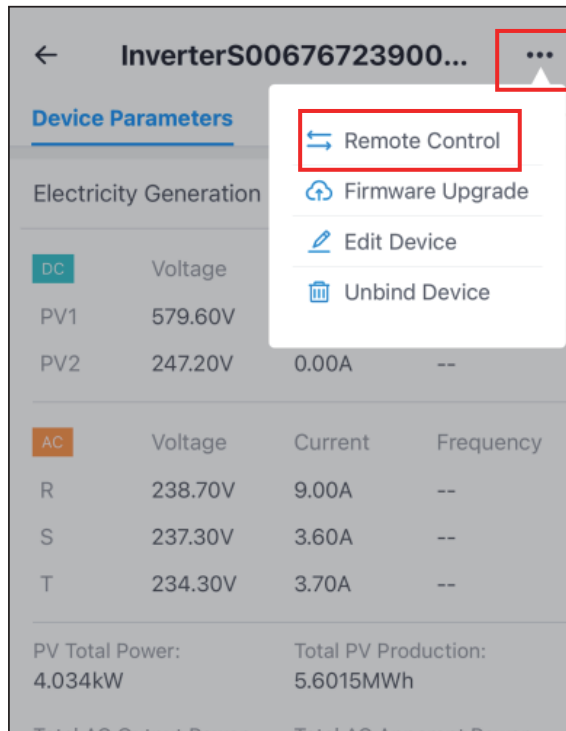 InverterS00676723900...
Device Parameters
Remote Control
Electricity Generation
Firmware Upgrade
Edit Device
DC Voltage
Unbind Device
PV1 579.60V
PV2 247.20V 0.00A --
AC Voltage Current Frequency
R 238.70V 9.00A --
S 237.30V 3.60A --
T 234.30V 3.70A --
PV Total Power: Total PV Production:
4.034kW 5.6015MWh